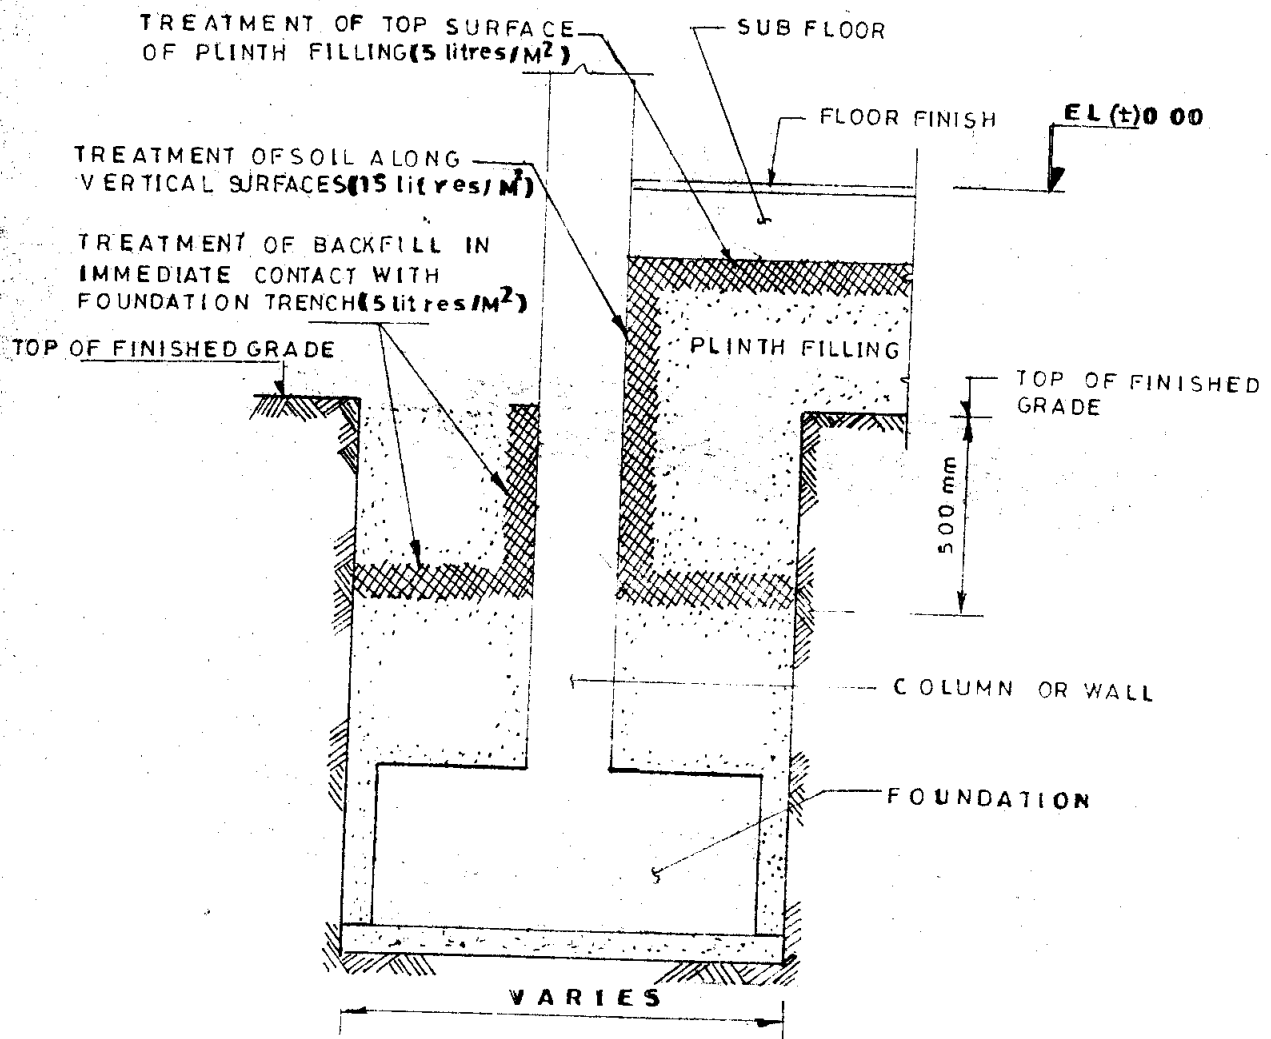 TREATMENT OF TOP SURFACE
OF PLINTH FILLING(5 litres/M²)
SUB FLOOR
FLOOR FINISH
EL(±)0 00
TREATMENT OF SOIL ALONG
VERTICAL SURFACES(15 litres/M²)
TREATMENT OF BACKFILL IN
IMMEDIATE CONTACT WITH
FOUNDATION TRENCH(5 litres/M²)
TOP OF FINISHED GRADE
PLINTH FILLING
TOP OF FINISHED
GRADE
500 mm
COLUMN OR WALL
FOUNDATION
VARIES